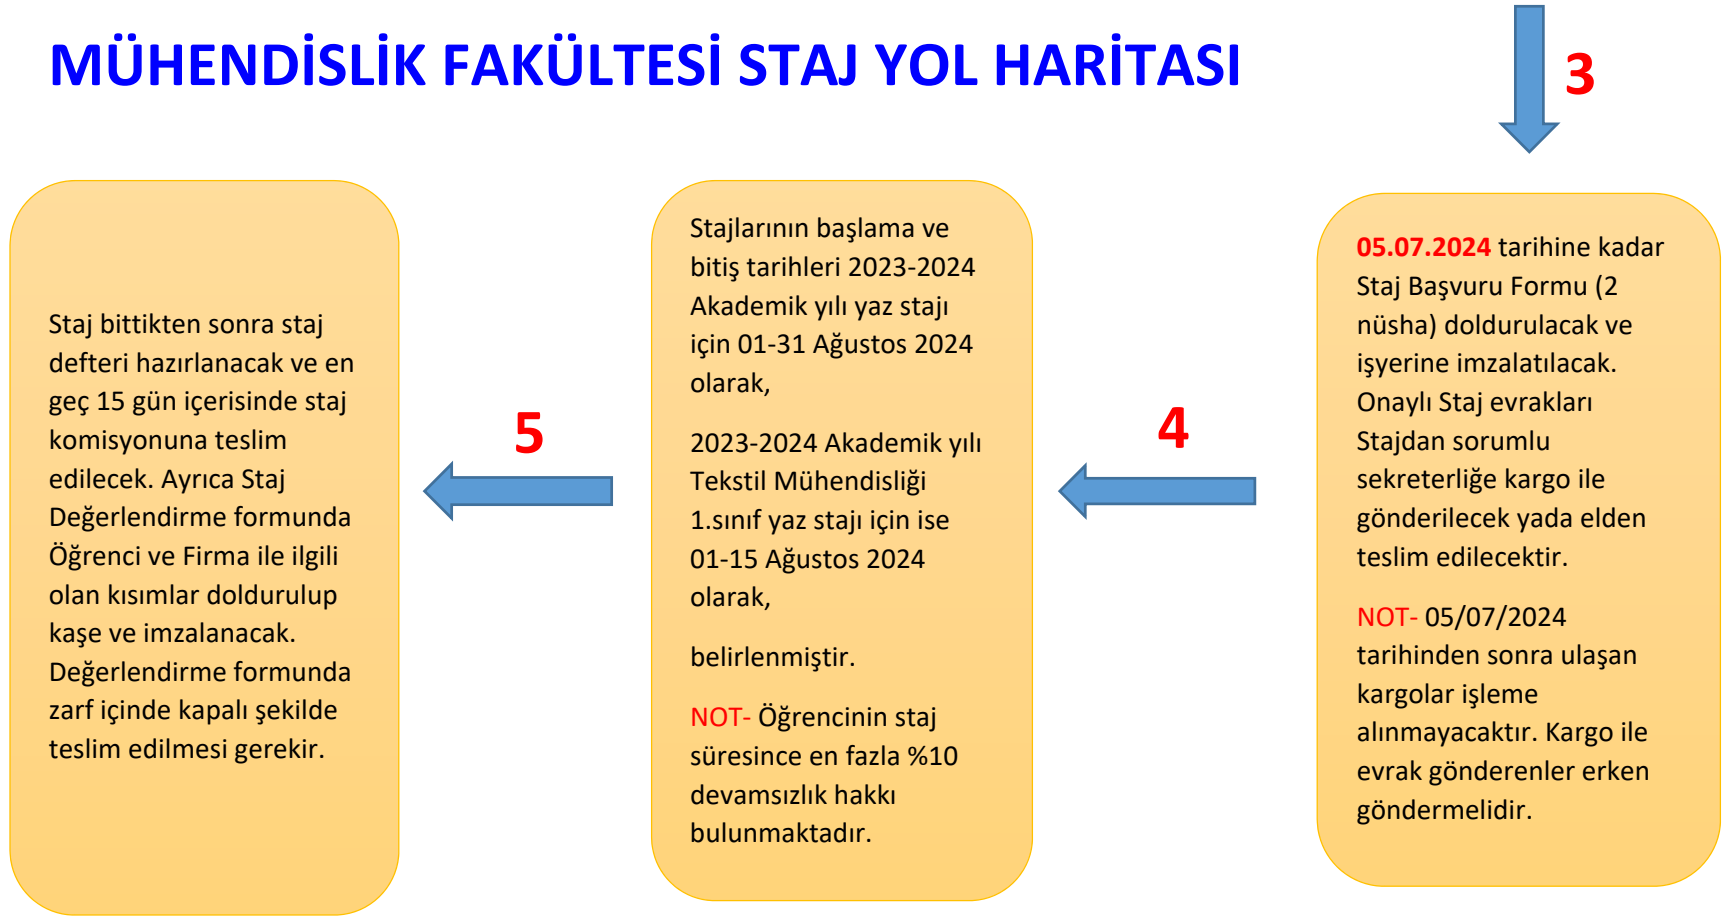 MÜHENDİSLİK FAKÜLTESİ STAJ YOL HARİTASI
3
05.07.2024 tarihine kadar
Staj Başvuru Formu (2
nüsha) doldurulacak ve
işyerine imzalatılacak.
Onaylı Staj evrakları
Stajdan sorumlu
sekreterliğe kargo ile
gönderilecek yada elden
teslim edilecektir.
NOT- 05/07/2024
tarihinden sonra ulaşan
kargolar işleme
alınmayacaktır. Kargo ile
evrak gönderenler erken
göndermelidir.
4
Stajlarının başlama ve
bitiş tarihleri 2023-2024
Akademik yılı yaz stajı
için 01-31 Ağustos 2024
olarak,
2023-2024 Akademik yılı
Tekstil Mühendisliği
1.sınıf yaz stajı için ise
01-15 Ağustos 2024
olarak,
belirlenmiştir.
NOT- Öğrencinin staj
süresince en fazla %10
devamsızlık hakkı
bulunmaktadır.
5
Staj bittikten sonra staj
defteri hazırlanacak ve en
geç 15 gün içerisinde staj
komisyonuna teslim
edilecek. Ayrıca Staj
Değerlendirme formunda
Öğrenci ve Firma ile ilgili
olan kısımlar doldurulup
kaşe ve imzalanacak.
Değerlendirme formunda
zarf içinde kapalı şekilde
teslim edilmesi gerekir.